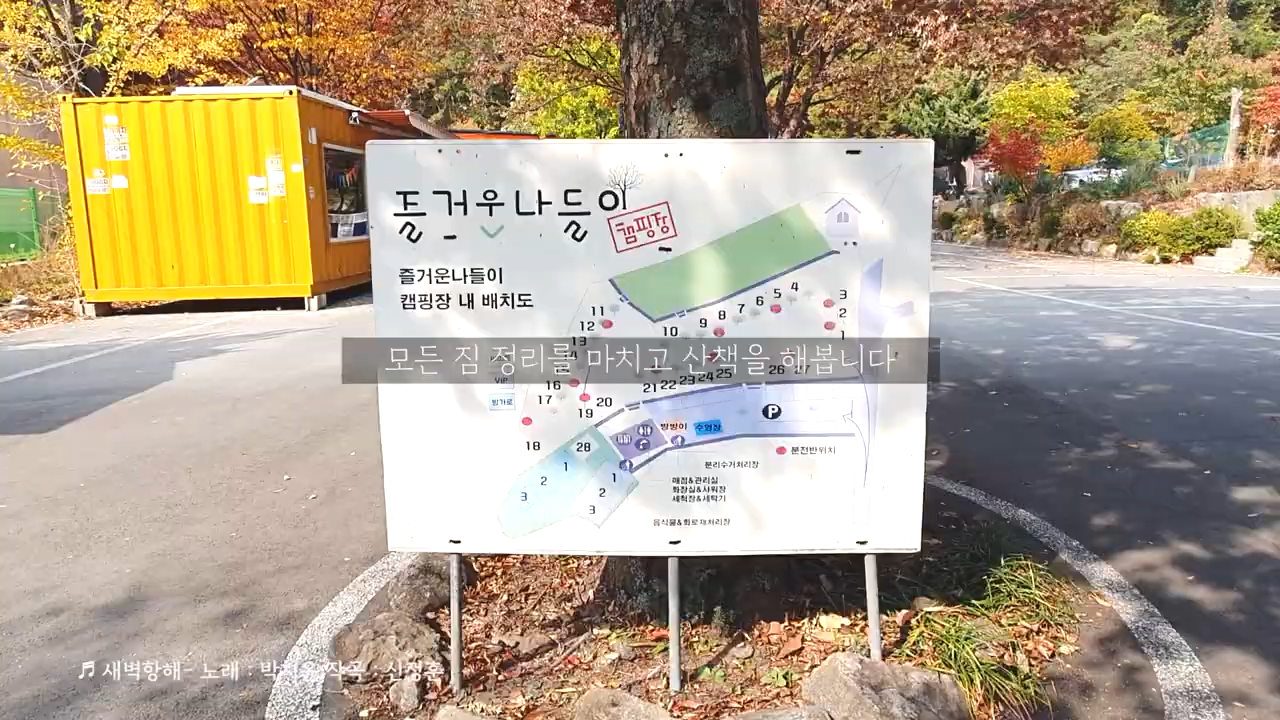 즐거운나들이
캠핑장
즐거운나들이
캠핑장 내 배치도
11
12
13
10 9 8 7 6 5 4
3
2
1
모든 짐 정리를 마치고 산책을 해봅니다
VIP
16
17
방가로
21 22 23 24 25 26 27
20
19
18
28
1
2
3
1
2
3
방방이
수영장
P
분전반위치
분리수거처리장
매점&관리실
화장실&샤워장
세척장&세탁기
음식물&화로재처리장
♬ 새벽항해- 노래 : 작곡 : 신정훈